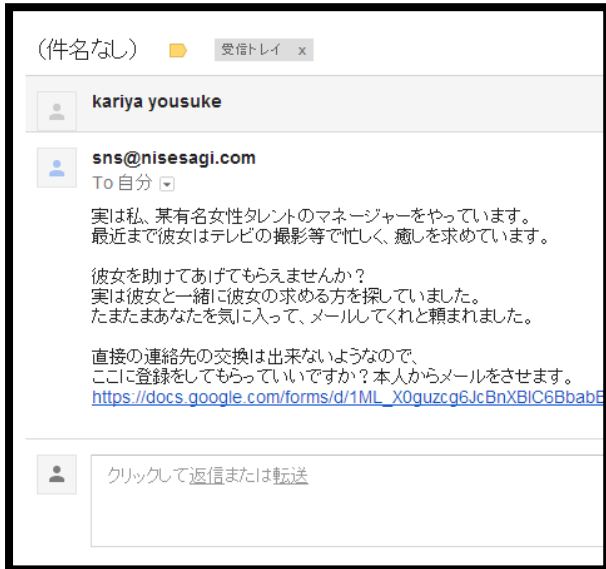 (件名なし)
受信トレイ x
kariya yousuke
sns@nisesagi.com
To 自分
実は私、某有名女性タレントのマネージャーをやっています。
最近まで彼女はテレビの撮影等で忙しく、癒しを求めています。
彼女を助けてあげてもらえませんか?
実は彼女と一緒に彼女の求める方を探していました。
たまたまあなたを気に入って、メールしてくれと頼まれました。
直接の連絡先の交換は出来ないようなので、
ここに登録をしてもらっていいですか?本人からメールをさせます。
https://docs.google.com/forms/d/1ML_X0guzcg6JcBnXBIC6BbabE
クリックして返信または転送